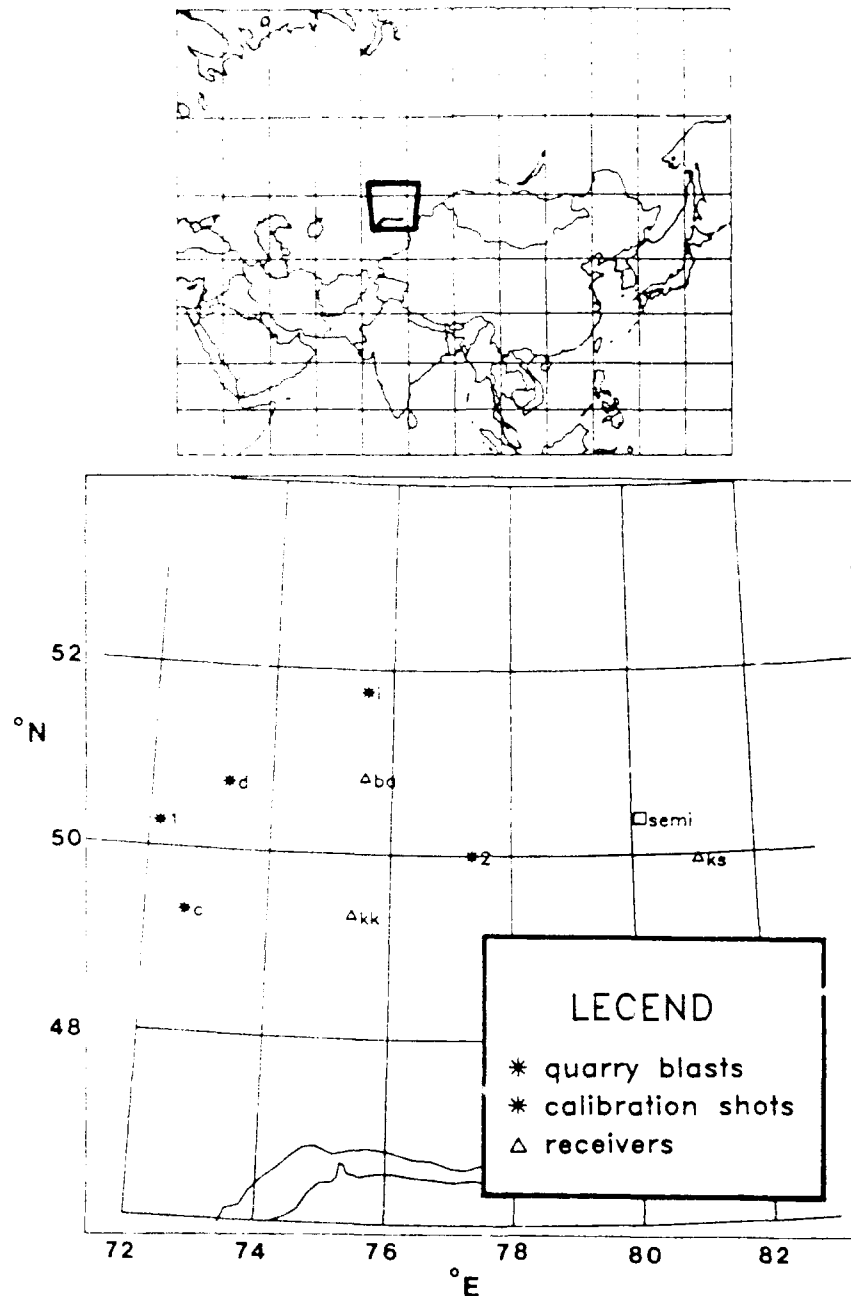 52
i
°N
d
bd
1
semi
50
2
ks
c
kk
LECEND
48
* quarry blasts
* calibration shots
△ receivers
72 74 76 78 80 82
°E